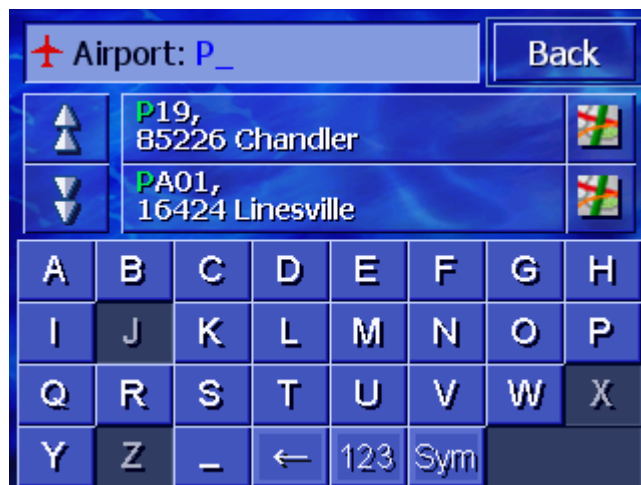 Airport: P_
Back
P19,
85226 Chandler
PA01,
16424 Linesville
A B C D E F G H
I J K L M N O P
Q R S T U V W X
Y Z _ ← 123 Sym